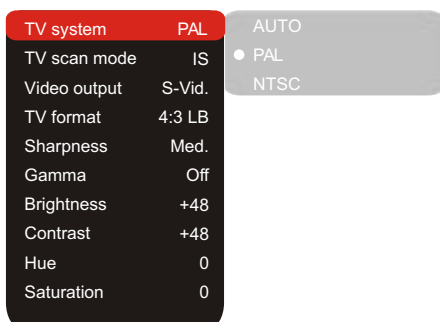 TV system PAL
TV scan mode IS
Video output S-Vid.
TV format 4:3 LB
Sharpness Med.
Gamma Off
Brightness +48
Contrast +48
Hue 0
Saturation 0
AUTO
PAL
NTSC